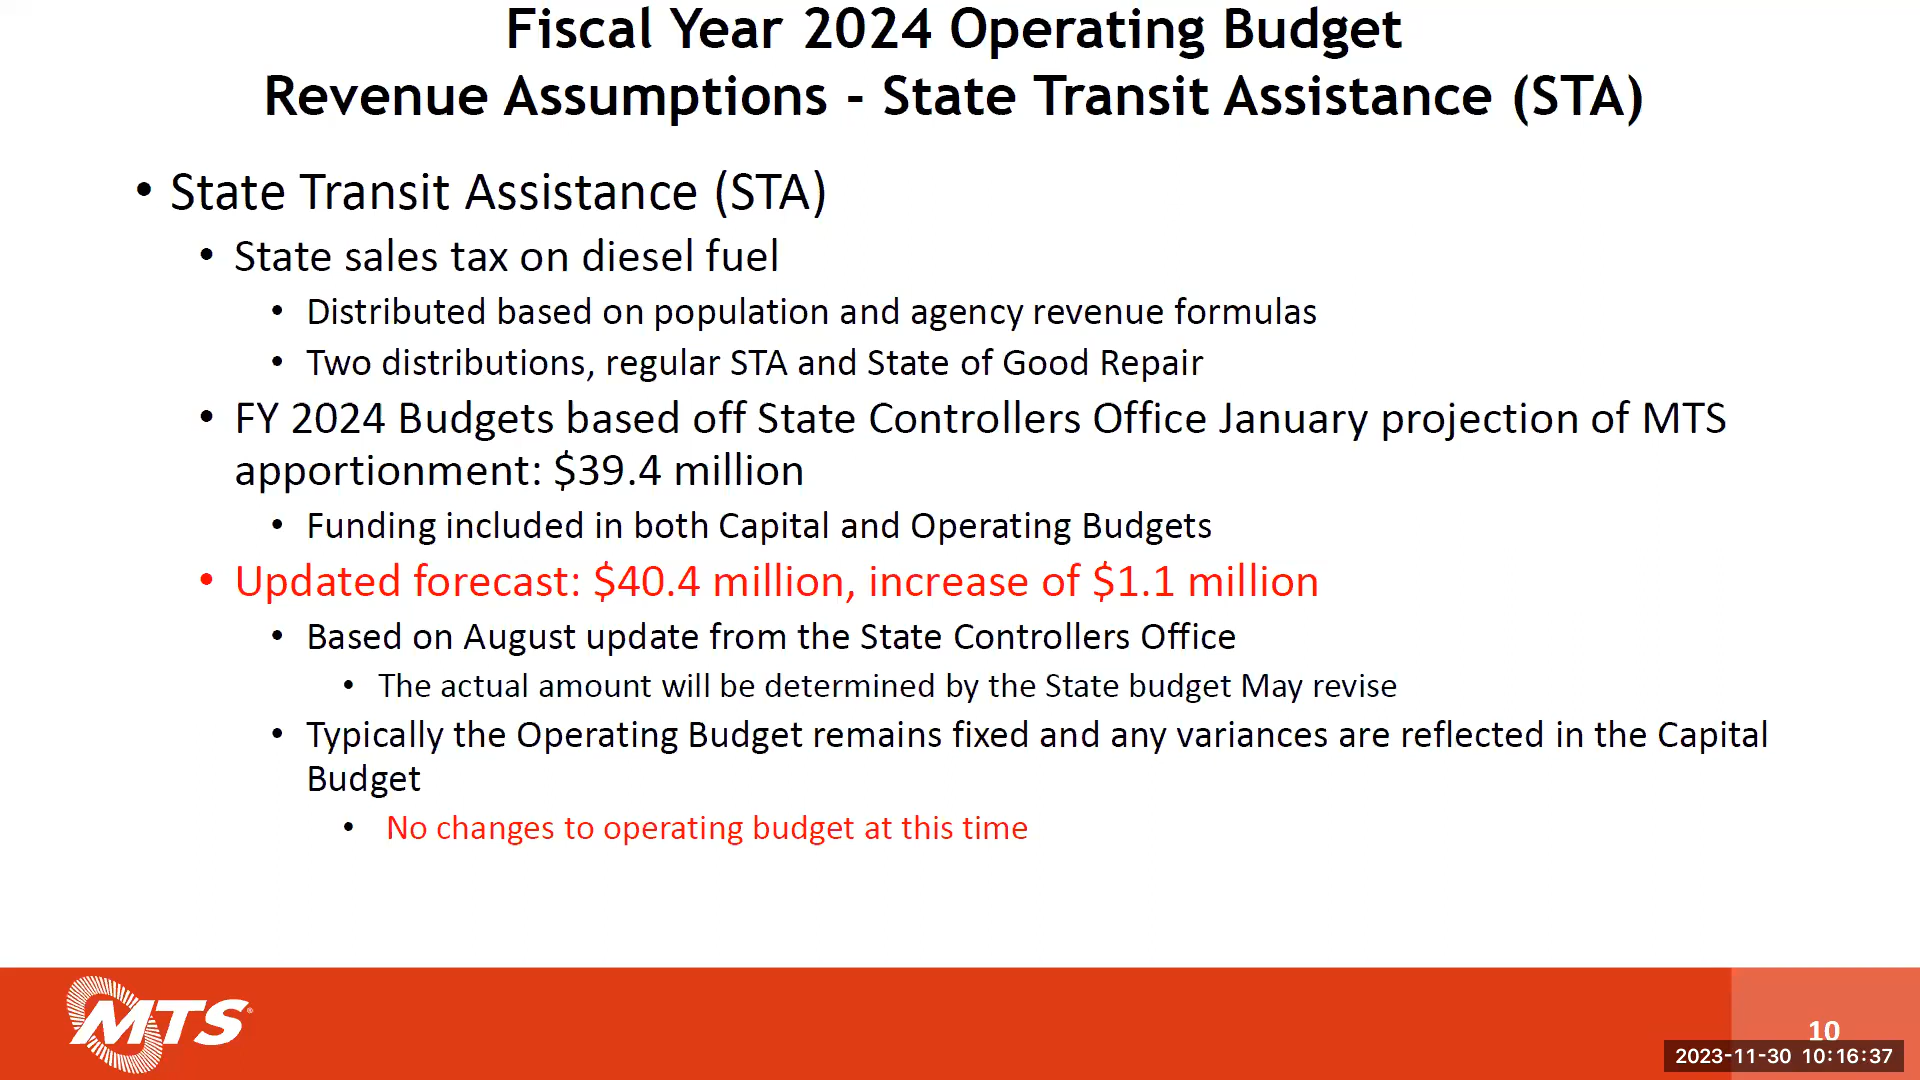 Fiscal Year 2024 Operating Budget
Revenue Assumptions - State Transit Assistance (STA)
• State Transit Assistance (STA)
• State sales tax on diesel fuel
• Distributed based on population and agency revenue formulas
• Two distributions, regular STA and State of Good Repair
• FY 2024 Budgets based off State Controllers Office January projection of MTS
apportionment: $39.4 million
• Funding included in both Capital and Operating Budgets
• Updated forecast: $40.4 million, increase of $1.1 million
• Based on August update from the State Controllers Office
• The actual amount will be determined by the State budget May revise
• Typically the Operating Budget remains fixed and any variances are reflected in the Capital
Budget
• No changes to operating budget at this time
MTS®
10
2023-11-30 10:16:37